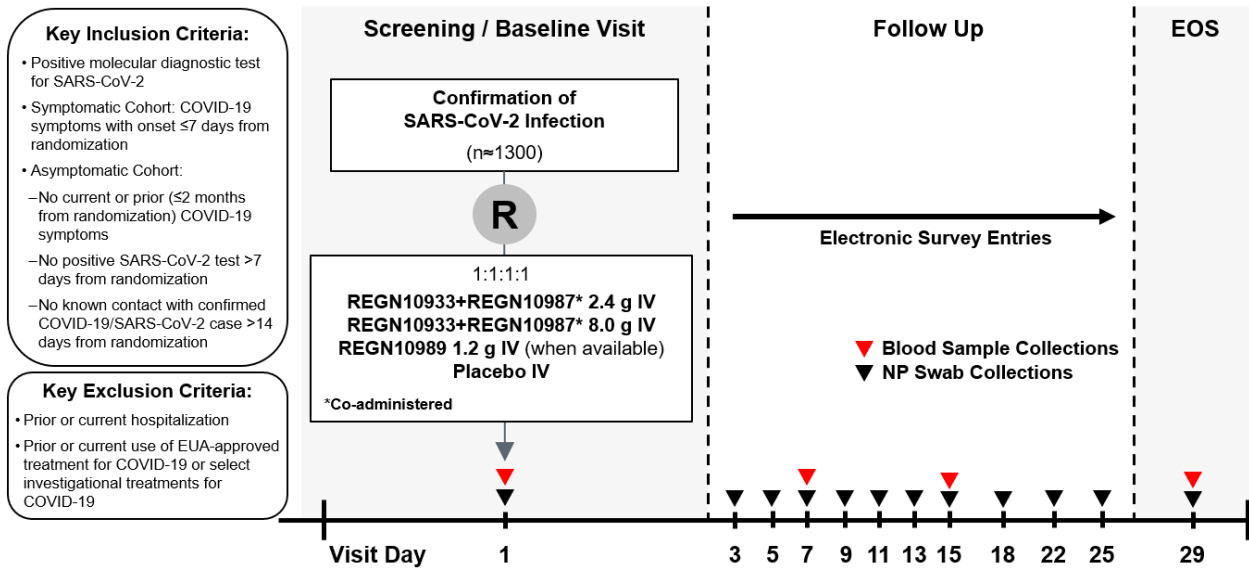 Key Inclusion Criteria:
• Positive molecular diagnostic test
for SARS-CoV-2
• Symptomatic Cohort: COVID-19
symptoms with onset ≤7 days from
randomization
• Asymptomatic Cohort:
–No current or prior (≤2 months
from randomization) COVID-19
symptoms
–No positive SARS-CoV-2 test >7
days from randomization
–No known contact with confirmed
COVID-19/SARS-CoV-2 case >14
days from randomization
Key Exclusion Criteria:
• Prior or current hospitalization
• Prior or current use of EUA-approved
treatment for COVID-19 or select
investigational treatments for
COVID-19
Screening / Baseline Visit
Confirmation of
SARS-CoV-2 Infection
(n≈1300)
R
1:1:1:1
REGN10933+REGN10987* 2.4 g IV
REGN10933+REGN10987* 8.0 g IV
REGN10989 1.2 g IV (when available)
Placebo IV
*Co-administered
Follow Up
Electronic Survey Entries
Blood Sample Collections
NP Swab Collections
EOS
Visit Day 1 3 5 7 9 11 13 15 18 22 25 29